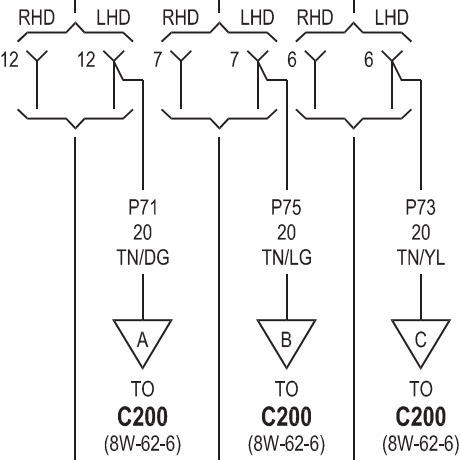 RHD LHD RHD LHD RHD LHD
12 12 7 7 6 6
P71 P75 P73
20 20 20
TN/DG TN/LG TN/YL
A B C
TO TO TO
C200 C200 C200
(8W-62-6) (8W-62-6) (8W-62-6)